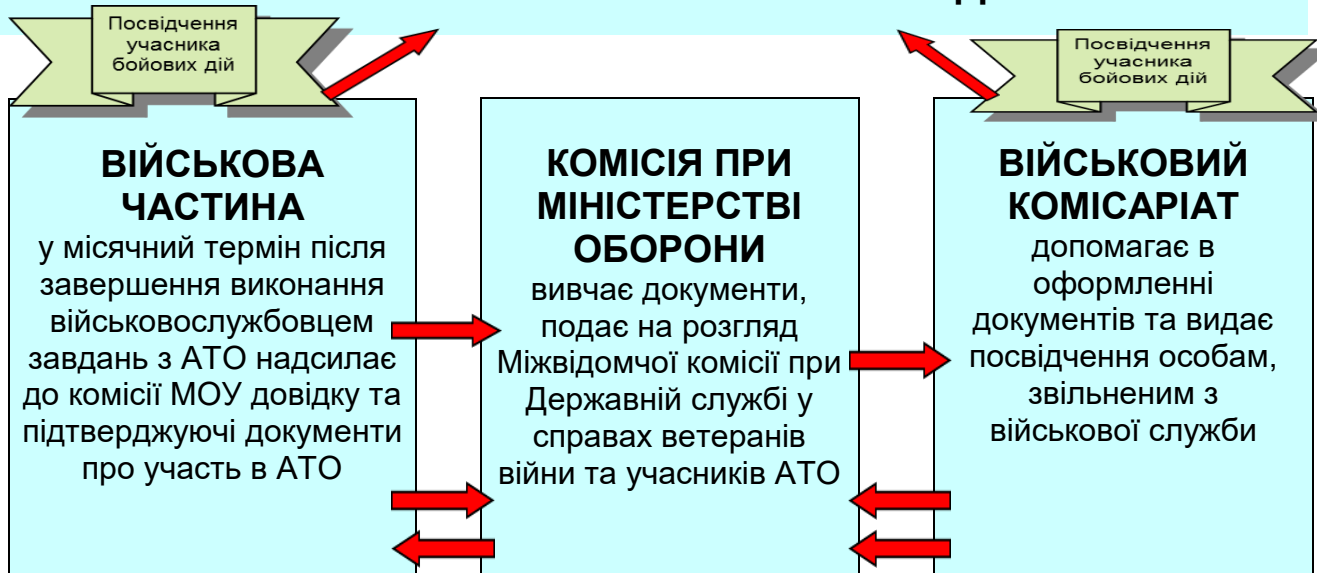 Посвідчення
учасника
бойових дій
Посвідчення
учасника
бойових дій
ВІЙСЬКОВА
ЧАСТИНА
у місячний термін після
завершення виконання
військовослужбовцем
завдань з АТО надсилає
до комісії МОУ довідку та
підтверджуючі документи
про участь в АТО
КОМІСІЯ ПРИ
МІНІСТЕРСТВІ
ОБОРОНИ
вивчає документи,
подає на розгляд
Міжвідомчої комісії при
Державній службі у
справах ветеранів
війни та учасників АТО
ВІЙСЬКОВИЙ
КОМІСАРІАТ
допомагає в
оформленні
документів та видає
посвідчення особам,
звільненим з
військової служби